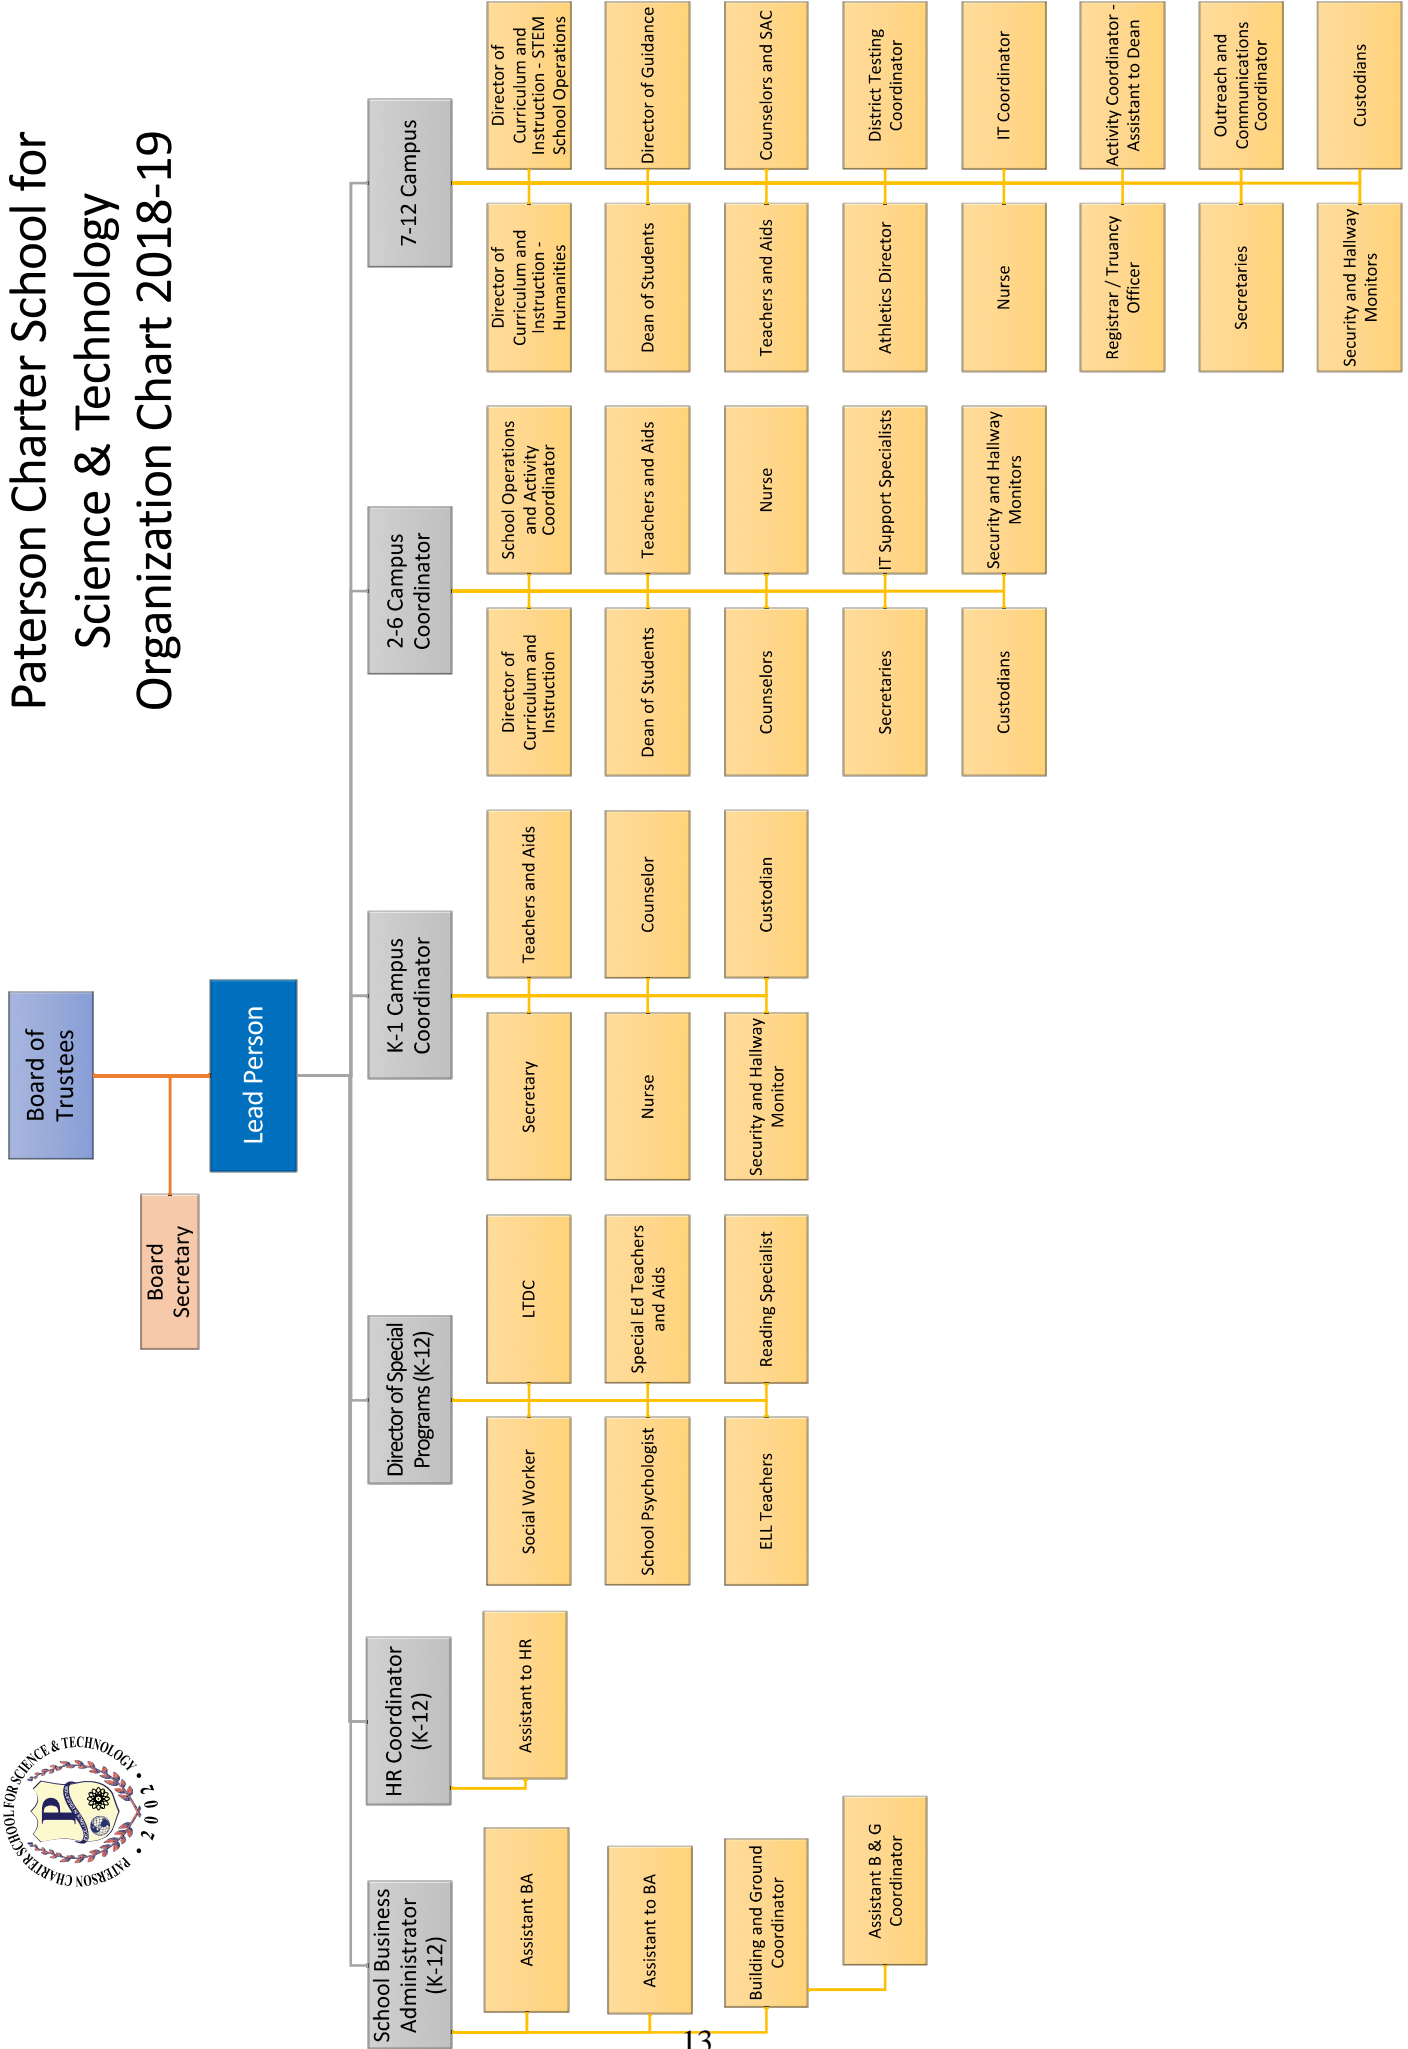 Paterson Charter School for
Science & Technology
Organization Chart 2018-19
PATERSON CHARTER SCHOOL FOR SCIENCE & TECHNOLOGY
• 2002 •
P
Board of
Trustees
Board
Secretary
Lead Person
School Business
Administrator
(K-12)
Assistant BA
Assistant to BA
Building and Ground
Coordinator
Assistant B & G
Coordinator
HR Coordinator
(K-12)
Assistant to HR
Director of Special
Programs (K-12)
Social Worker
LTDC
School Psychologist
Special Ed Teachers
and Aids
ELL Teachers
Reading Specialist
K-1 Campus
Coordinator
Secretary
Teachers and Aids
Nurse
Counselor
Security and Hallway
Monitor
Custodian
2-6 Campus
Coordinator
Director of
Curriculum and
Instruction
School Operations
and Activity
Coordinator
Dean of Students
Teachers and Aids
Counselors
Nurse
Secretaries
IT Support Specialists
Custodians
Security and Hallway
Monitors
7-12 Campus
Director of
Curriculum and
Instruction -
Humanities
Director of
Curriculum and
Instruction - STEM
School Operations
Dean of Students
Director of Guidance
Teachers and Aids
Counselors and SAC
Athletics Director
District Testing
Coordinator
Nurse
IT Coordinator
Registrar / Truancy
Officer
Activity Coordinator -
Assistant to Dean
Secretaries
Outreach and
Communications
Coordinator
Security and Hallway
Monitors
Custodians
13